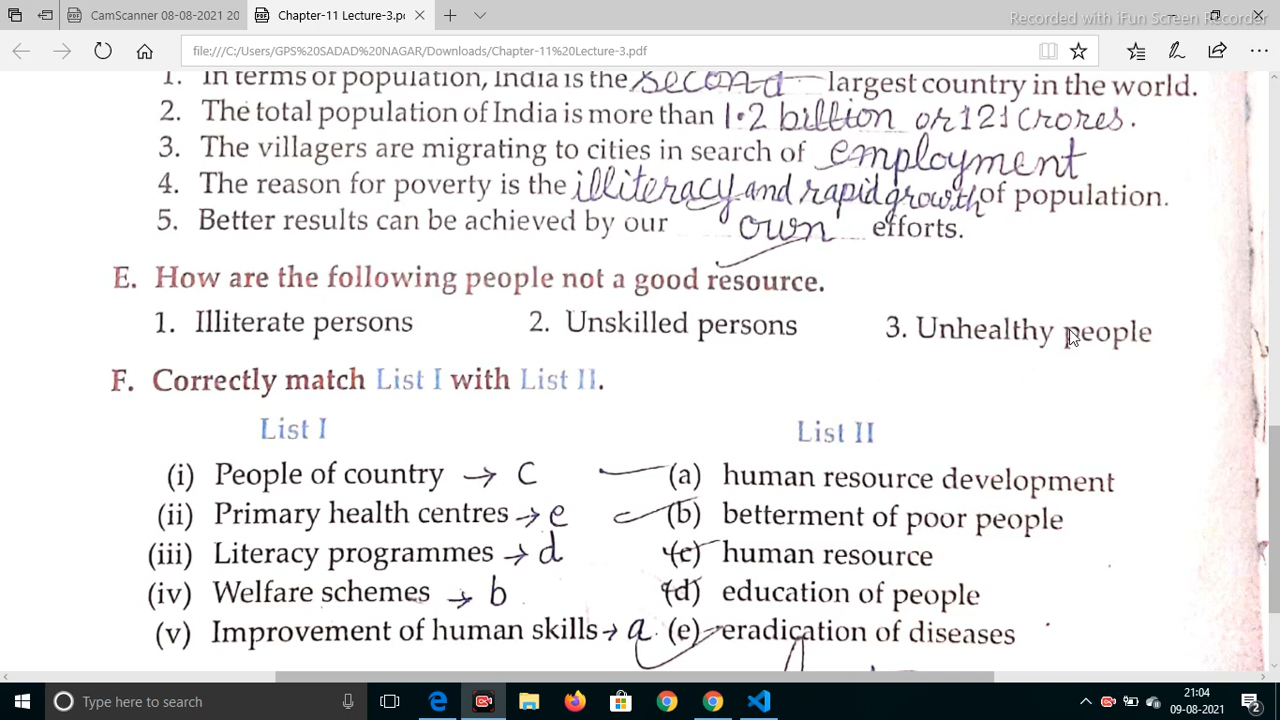 CamScanner 08-08-2021 20
Chapter-11 Lecture-3.pd
Recorded with iFun Screen Recorder
file:///C:/Users/GPS%20SADAD%20NAGAR/Downloads/Chapter-11%20Lecture-3.pdf
1. In terms of population, India is the second largest country in the world.
2. The total population of India is more than 1.2 billion or 121 crores.
3. The villagers are migrating to cities in search of employment
4. The reason for poverty is the illiteracy and rapid growth of population.
5. Better results can be achieved by our own efforts.
E. How are the following people not a good resource.
1. Illiterate persons 2. Unskilled persons 3. Unhealthy people
F. Correctly match List I with List II.
List I List II
(i) People of country → C (a) human resource development
(ii) Primary health centres → e (b) betterment of poor people
(iii) Literacy programmes → d (c) human resource
(iv) Welfare schemes → b (d) education of people
(v) Improvement of human skills → a (e) eradication of diseases
Type here to search
21:04
09-08-2021
2